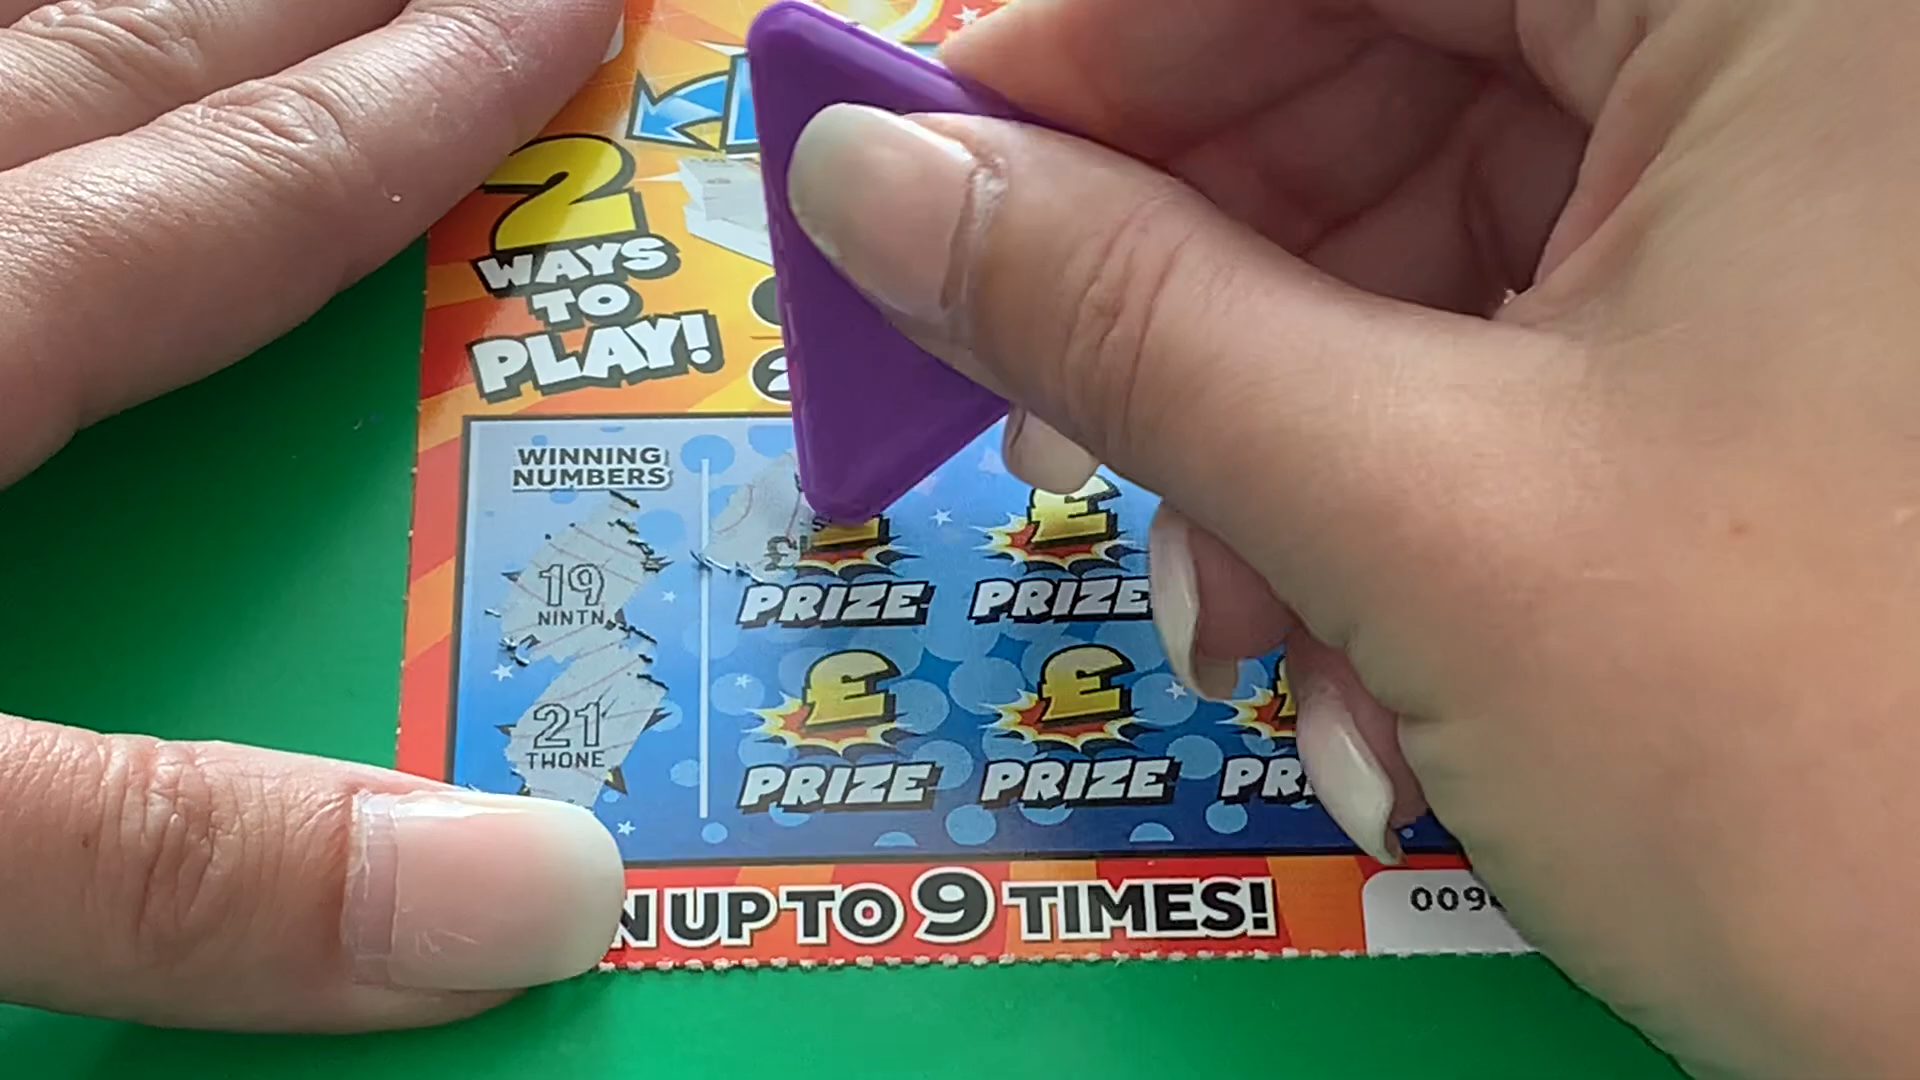 2
WAYS
TO
PLAY!
WINNING
NUMBERS
19
NINTN
21
THONE
£
£
PRIZE
PRIZE
£
£
£
PRIZE
PRIZE
UP TO 9 TIMES!
009